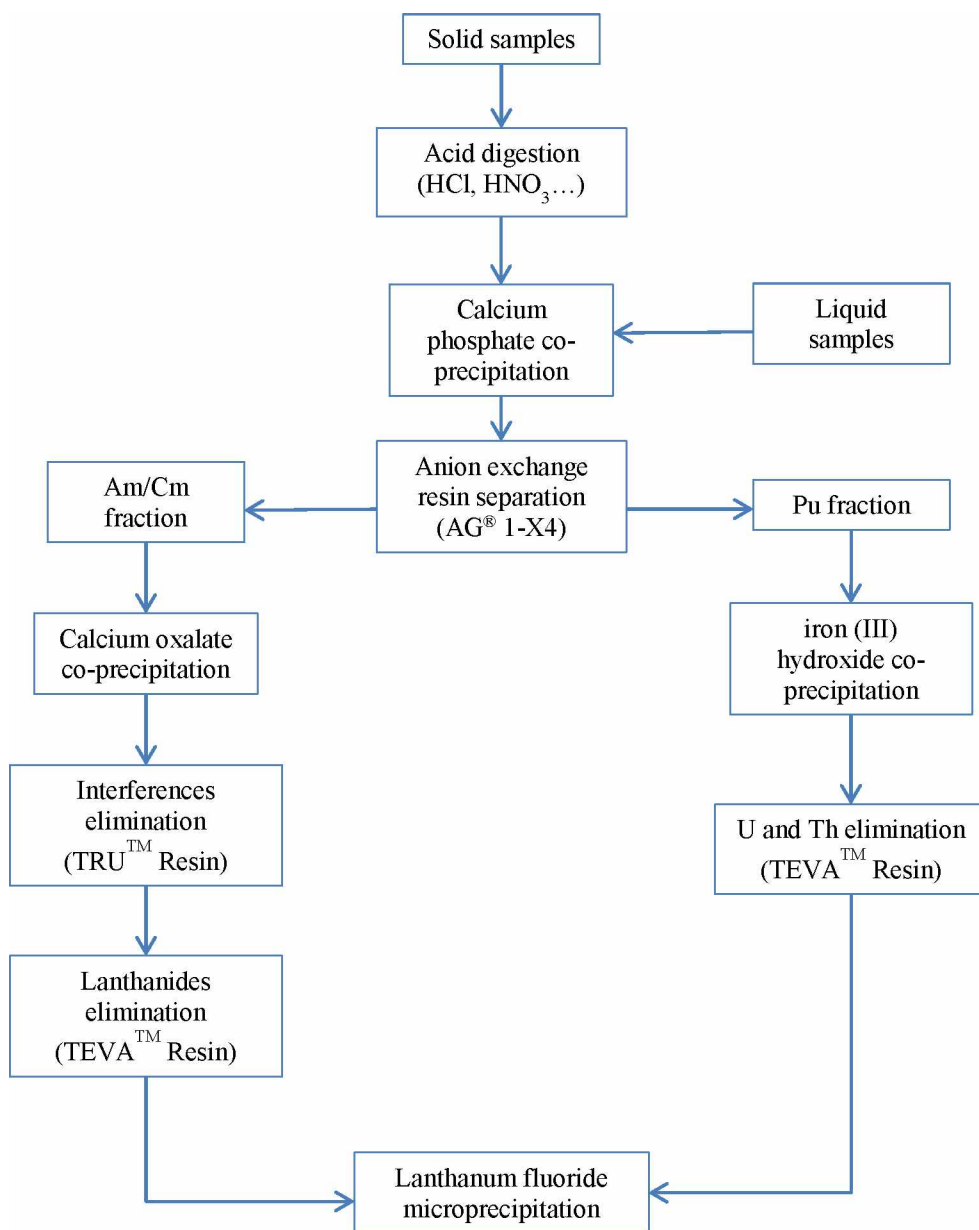 Solid samples
Acid digestion
(HCl, HNO₃…)
Calcium
phosphate co-
precipitation
Liquid
samples
Anion exchange
resin separation
(AG® 1-X4)
Am/Cm
fraction
Pu fraction
Calcium oxalate
co-precipitation
iron (III)
hydroxide co-
precipitation
Interferences
elimination
(TRU™ Resin)
U and Th elimination
(TEVA™ Resin)
Lanthanides
elimination
(TEVA™ Resin)
Lanthanum fluoride
microprecipitation